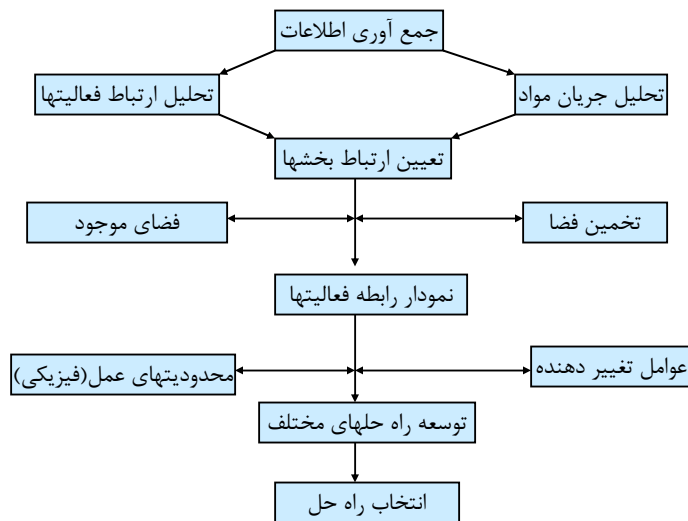 جمع آوری اطلاعات
تحلیل جریان مواد
تحلیل ارتباط فعالیتها
تعیین ارتباط بخشها
تخمین فضا
فضای موجود
نمودار رابطه فعالیتها
عوامل تغییر دهنده
محدودیتهای عمل(فیزیکی)
توسعه راه حلهای مختلف
انتخاب راه حل